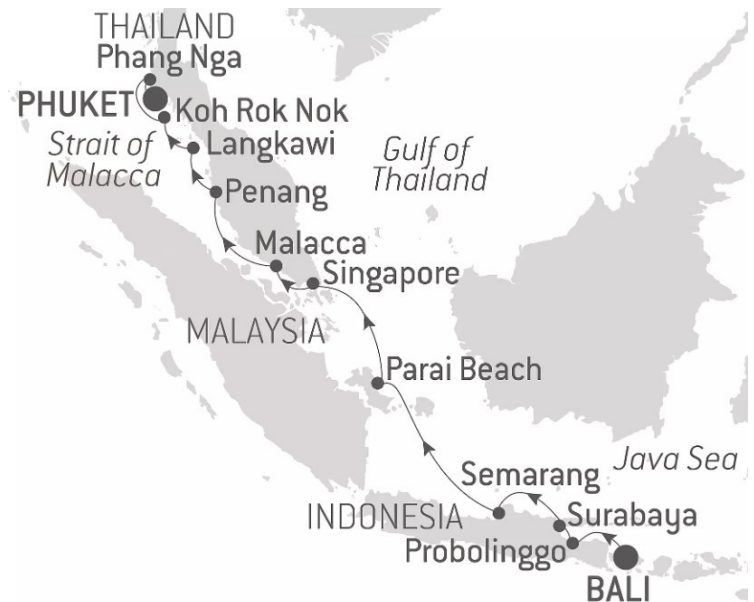 THAILAND
Phang Nga
PHUKET
Koh Rok Nok
Strait of
Malacca
Langkawi
Gulf of
Thailand
Penang
Malacca
Singapore
MALAYSIA
Parai Beach
Java Sea
Semarang
INDONESIA
Surabaya
Probolinggo
BALI